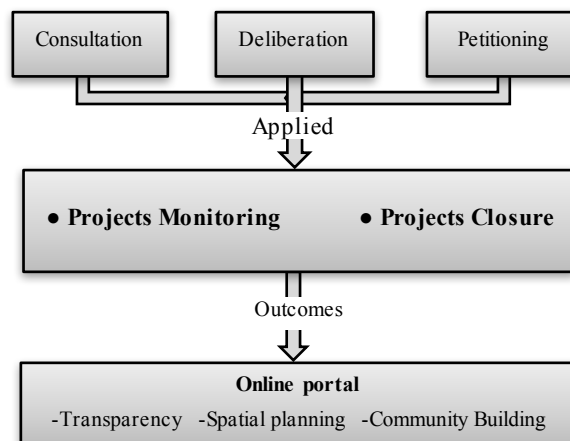 Consultation Deliberation Petitioning
Applied
● Projects Monitoring ● Projects Closure
Outcomes
Online portal
-Transparency -Spatial planning -Community Building